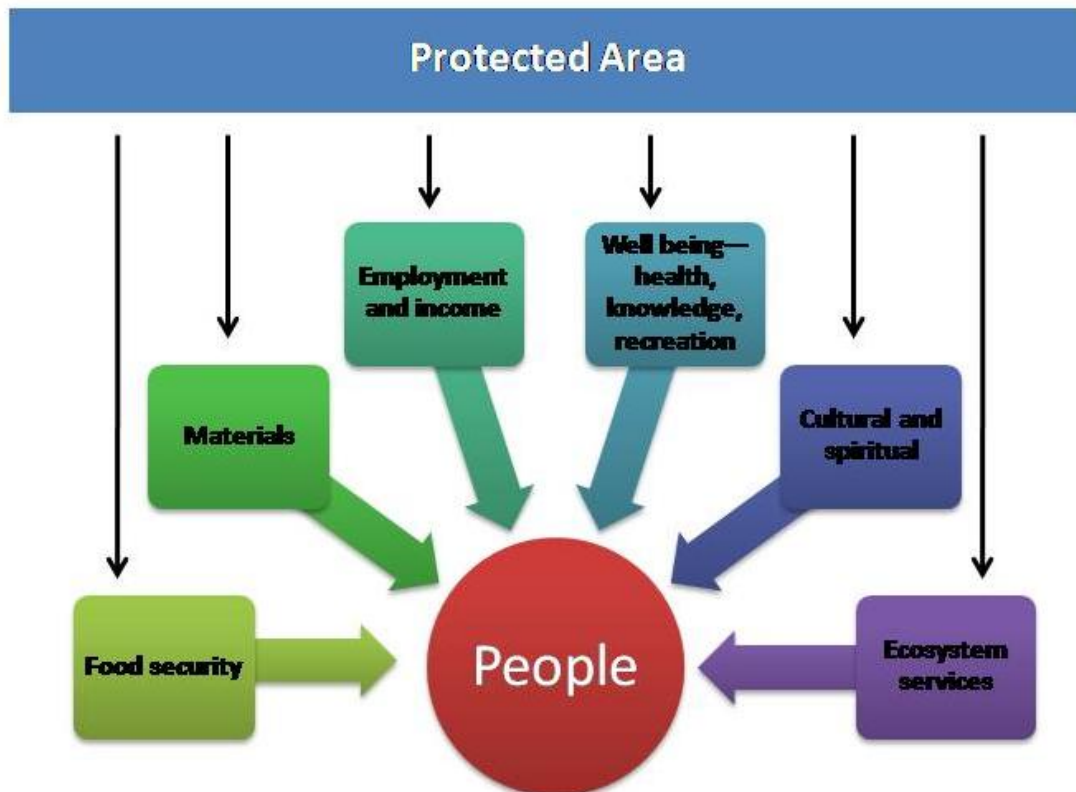 Protected Area
Employment
and income
Well being—
health,
knowledge,
recreation
Materials
Cultural and
spiritual
Food security
People
Ecosystem
services